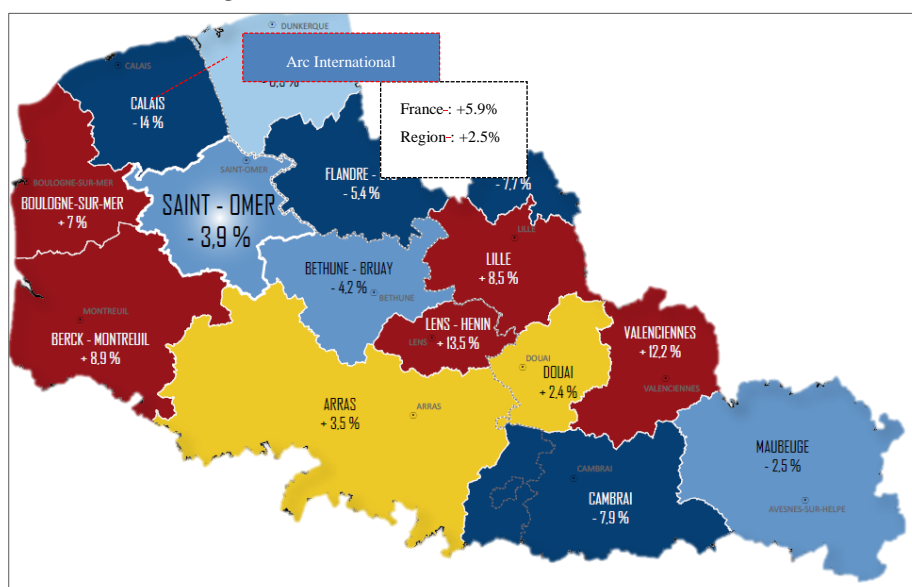 DUNKERQUE
Arc International
CALAIS
CALAIS
- 14 %
France-: +5.9%
Region-: +2.5%
SAINT-OMER
FLANDRE -
- 5,4 %
- 7,7 %
BOULOGNE-SUR-MER
BOULOGNE-SUR-MER
+ 7 %
SAINT - OMER
- 3,9 %
LILLE
LILLE
+ 8,5 %
BETHUNE - BRUAY
- 4,2 %
BETHUNE
MONTREUIL
BERCK - MONTREUIL
+ 8,9 %
LENS - HENIN
LENS
+ 13,5 %
VALENCIENNES
+ 12,2 %
VALENCIENNES
DOUAI
DOUAI
+ 2,4 %
ARRAS
+ 3,5 %
ARRAS
MAUBEUGE
- 2,5 %
AVESNES-SUR-HELPE
CAMBRAI
CAMBRAI
- 7,9 %